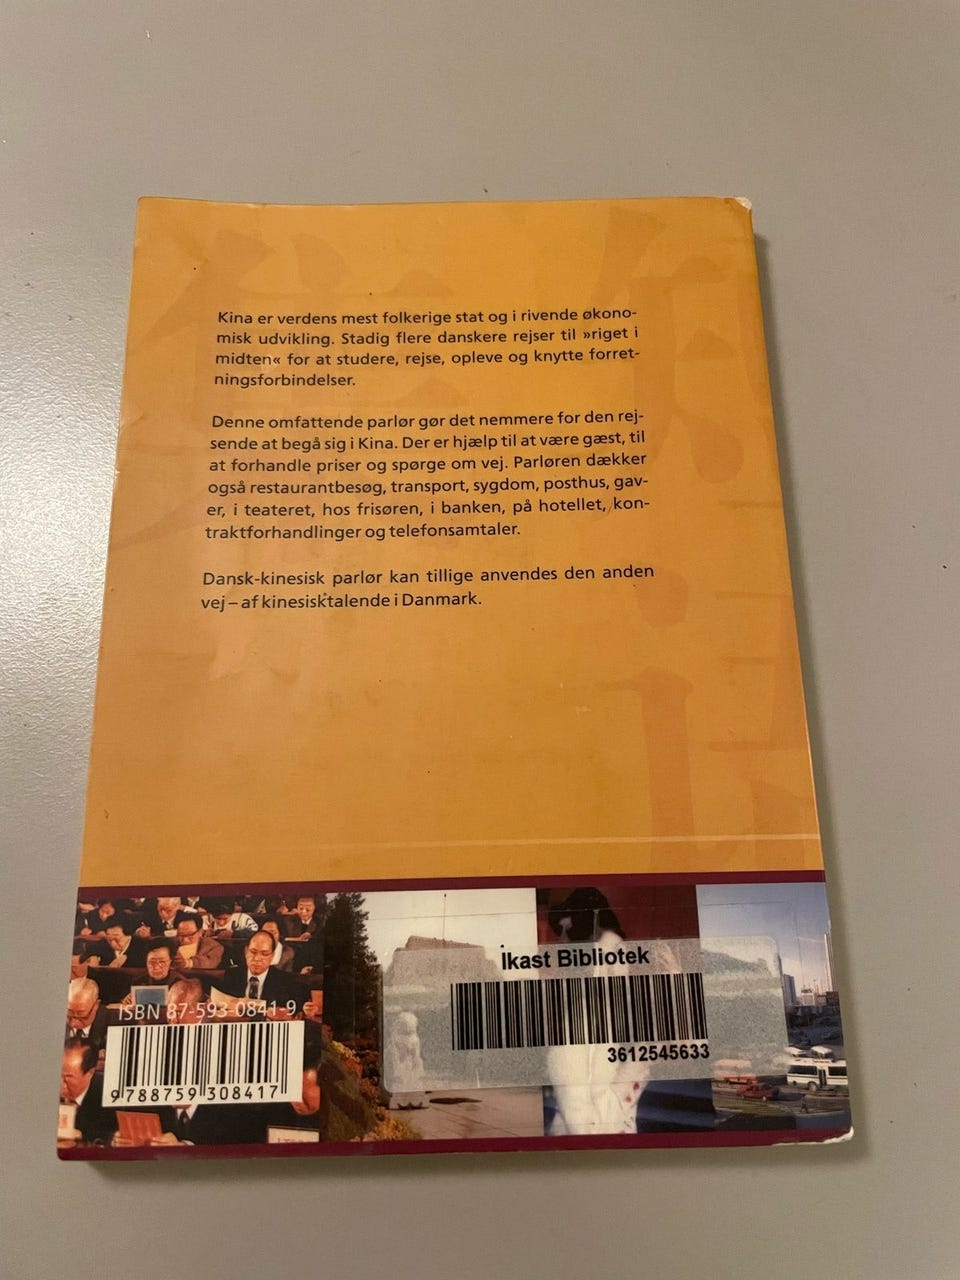 Kina er verdens mest folkerige stat og i rivende økono-
misk udvikling. Stadig flere danskere rejser til »riget i
midten« for at studere, rejse, opleve og knytte forret-
ningsforbindelser.
Denne omfattende parlør gør det nemmere for den rej-
sende at begå sig i Kina. Der er hjælp til at være gæst, til
at forhandle priser og spørge om vej. Parløren dækker
også restaurantbesøg, transport, sygdom, posthus, gav-
er, i teateret, hos frisøren, i banken, på hotellet, kon-
traktforhandlinger og telefonsamtaler.
Dansk-kinesisk parlør kan tillige anvendes den anden
vej – af kinesisktalende i Danmark.
ISBN 87-593-0841-9
9 788759 308417
Ikast Bibliotek
3612545633